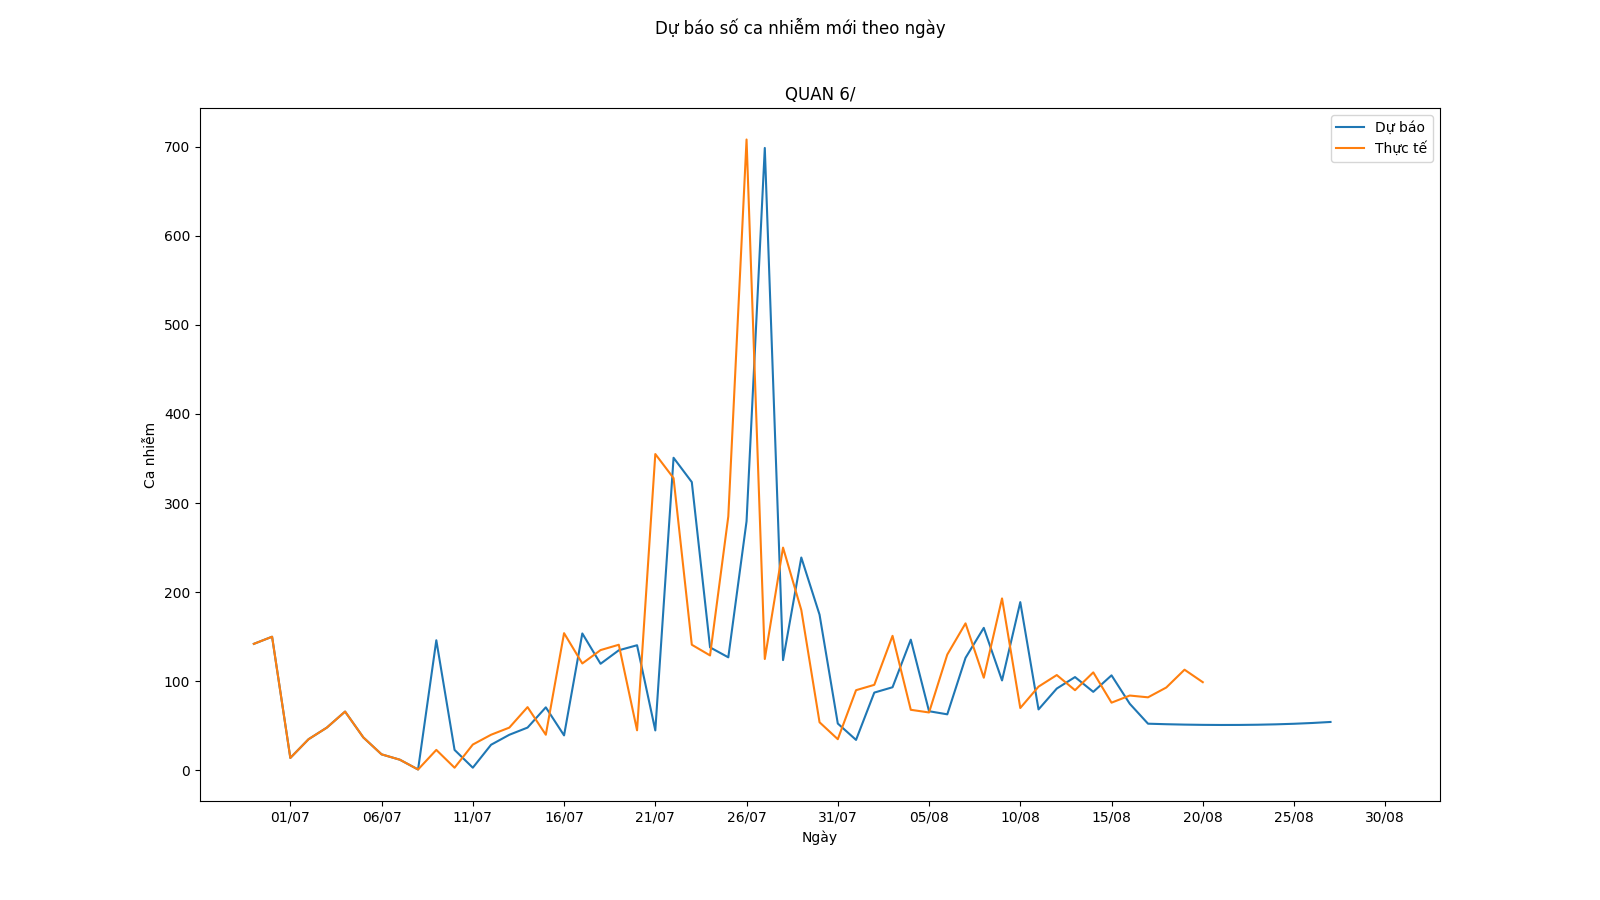 Dự báo số ca nhiễm mới theo ngày
QUAN 6/
Dự báo
Thực tế
700
600
500
400
300
200
100
0
Ca nhiễm
01/07 06/07 11/07 16/07 21/07 26/07 31/07 05/08 10/08 15/08 20/08 25/08 30/08
Ngày